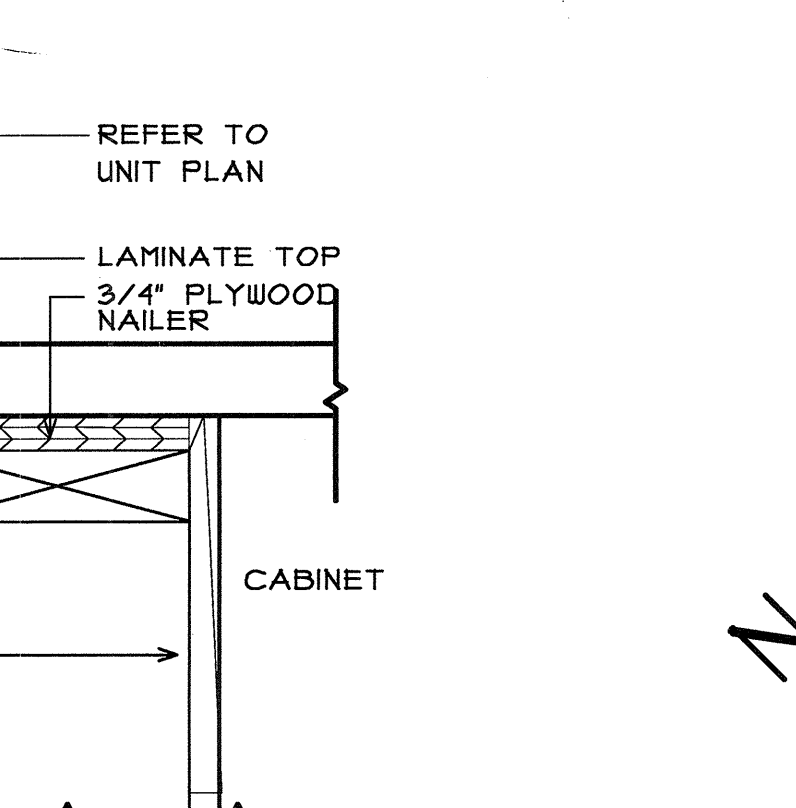 REFER TO
UNIT PLAN
LAMINATE TOP
3/4" PLYWOOD
NAILER
CABINET